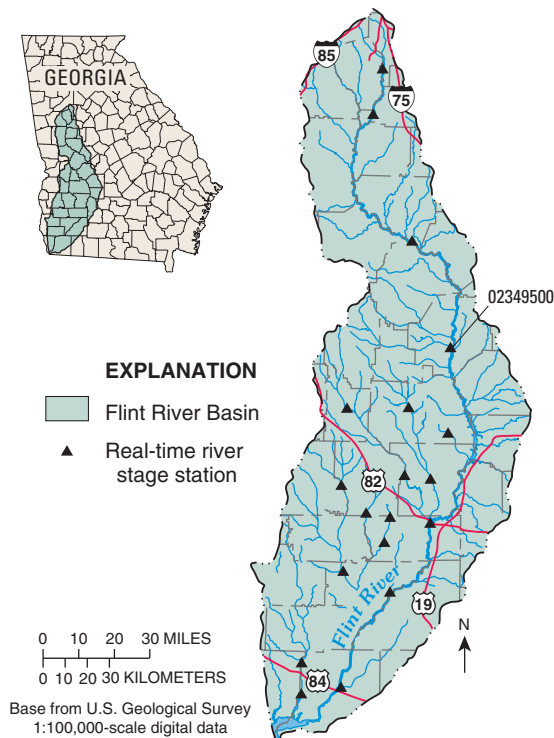 GEORGIA
85
75
02349500
EXPLANATION
Flint River Basin
Real-time river
stage station
82
Flint River
19
N
0 10 20 30 MILES
0 10 20 30 KILOMETERS
84
Base from U.S. Geological Survey
1:100,000-scale digital data